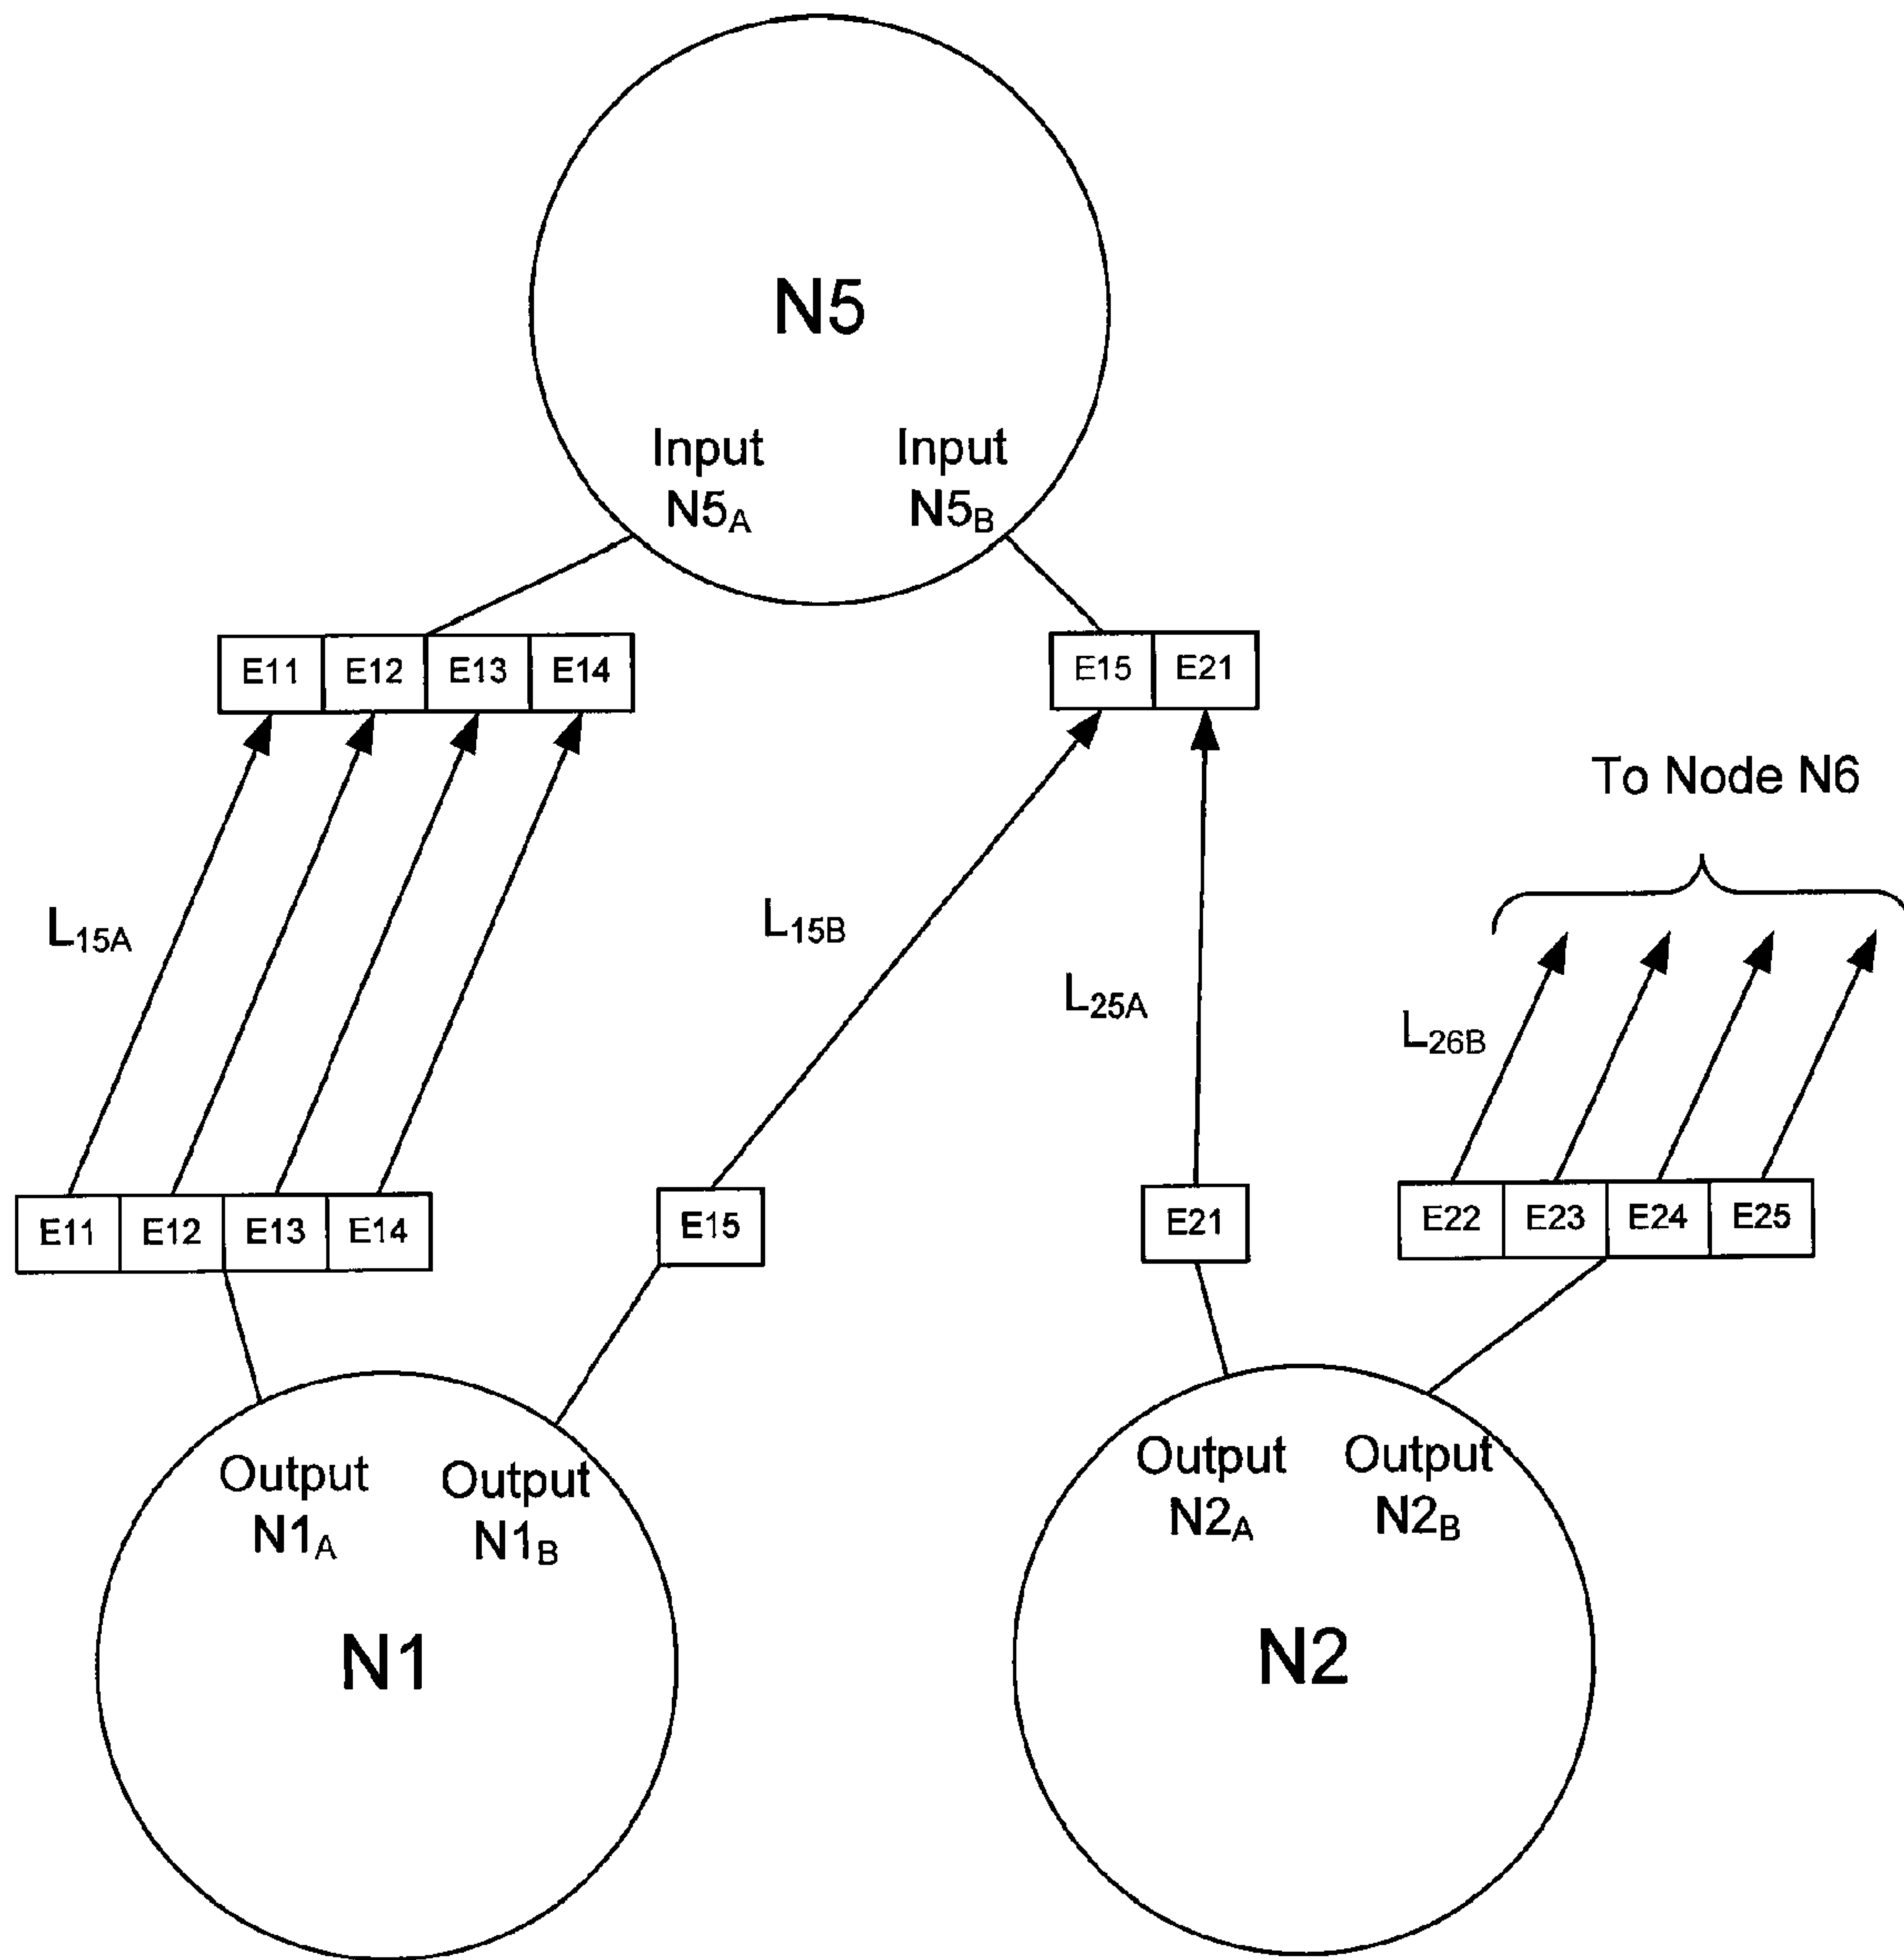 N5
Input
N5A
Input
N5B
E11 E12 E13 E14
E15 E21
To Node N6
L15A
L15B
L25A
L26B
E11 E12 E13 E14
E15
E21
E22 E23 E24 E25
Output
N1A
Output
N1B
Output
N2A
Output
N2B
N1
N2